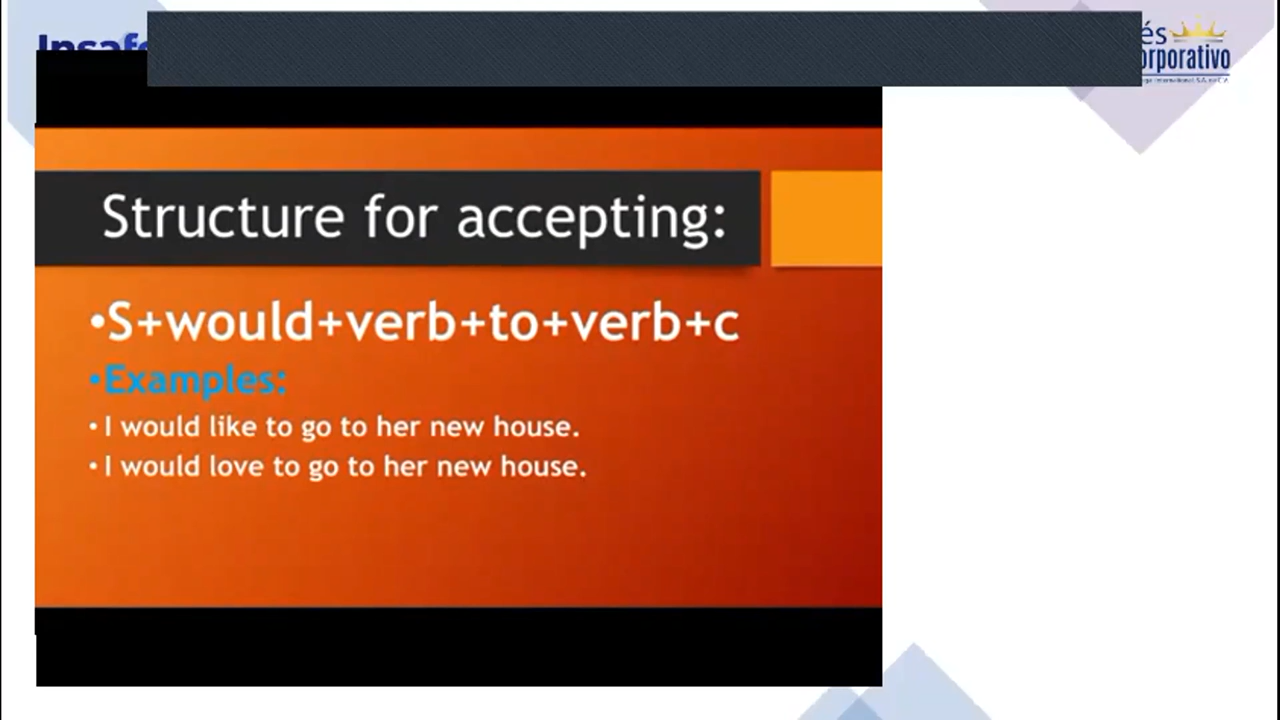 és
Structure for accepting:
•S+would+verb+to+verb+c
•Examples:
•I would like to go to her new house.
•I would love to go to her new house.